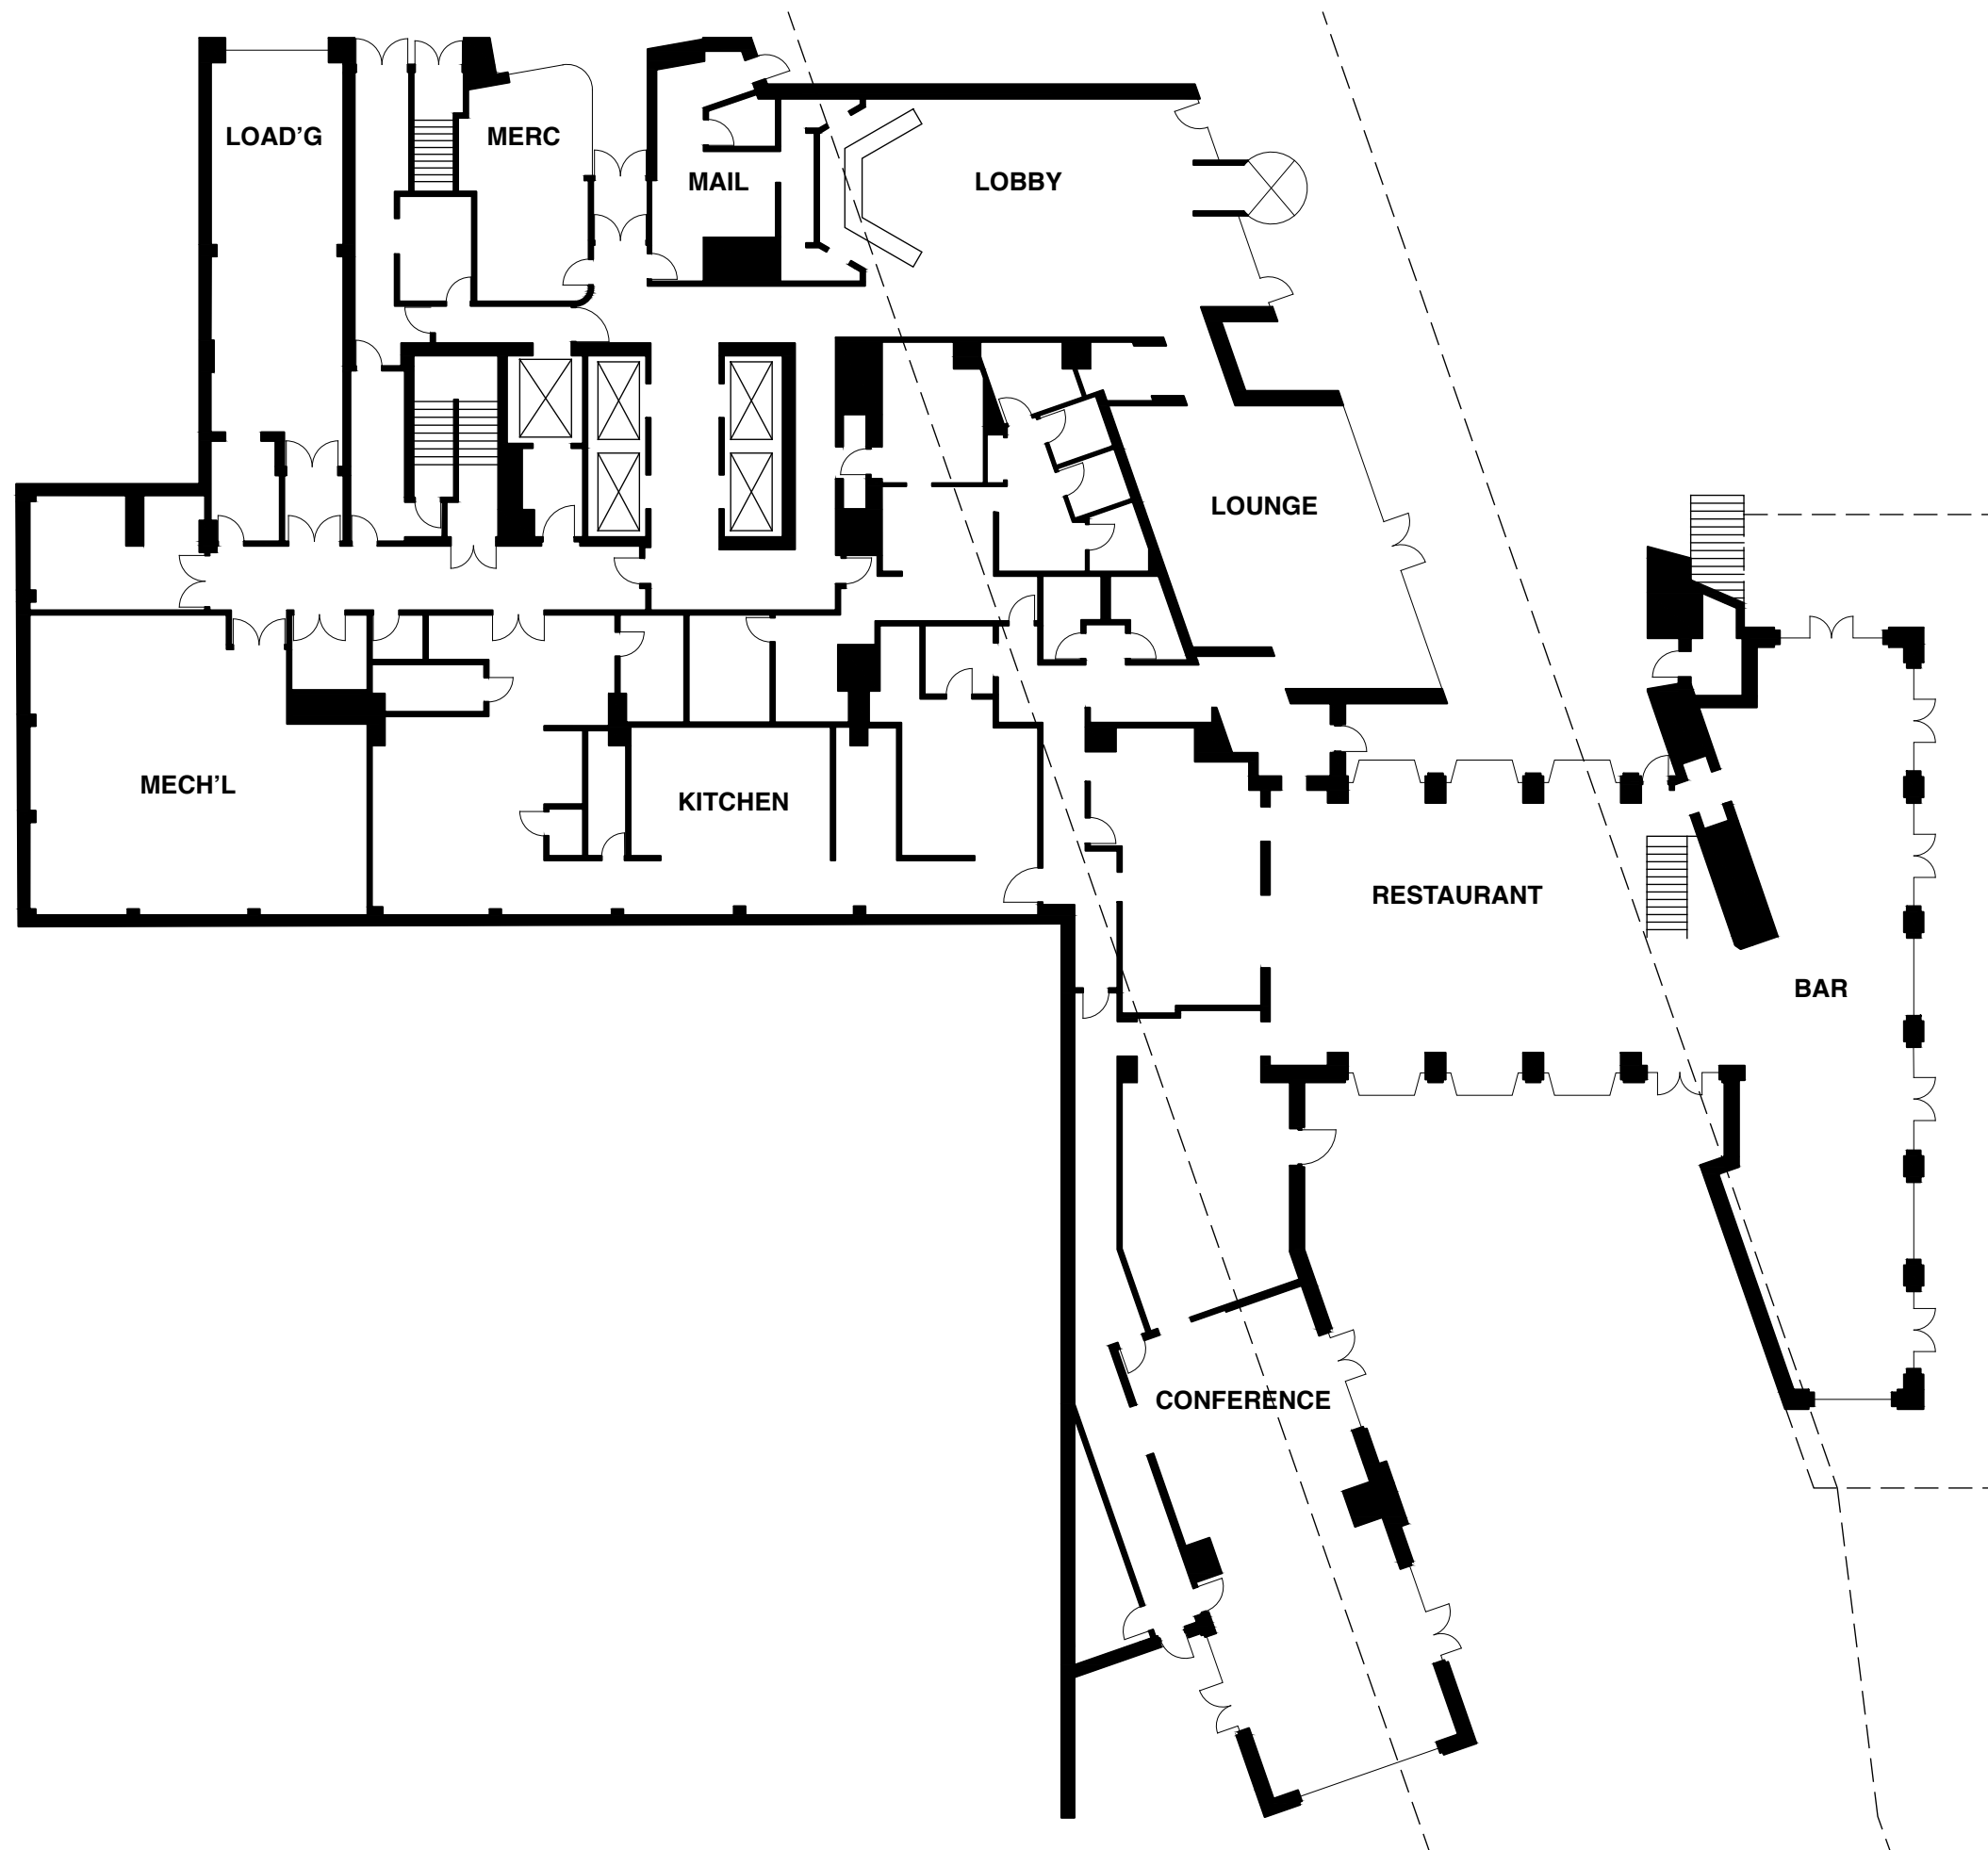 LOAD'G
MERC
MAIL
LOBBY
LOUNGE
MECH'L
KITCHEN
RESTAURANT
BAR
CONFERENCE